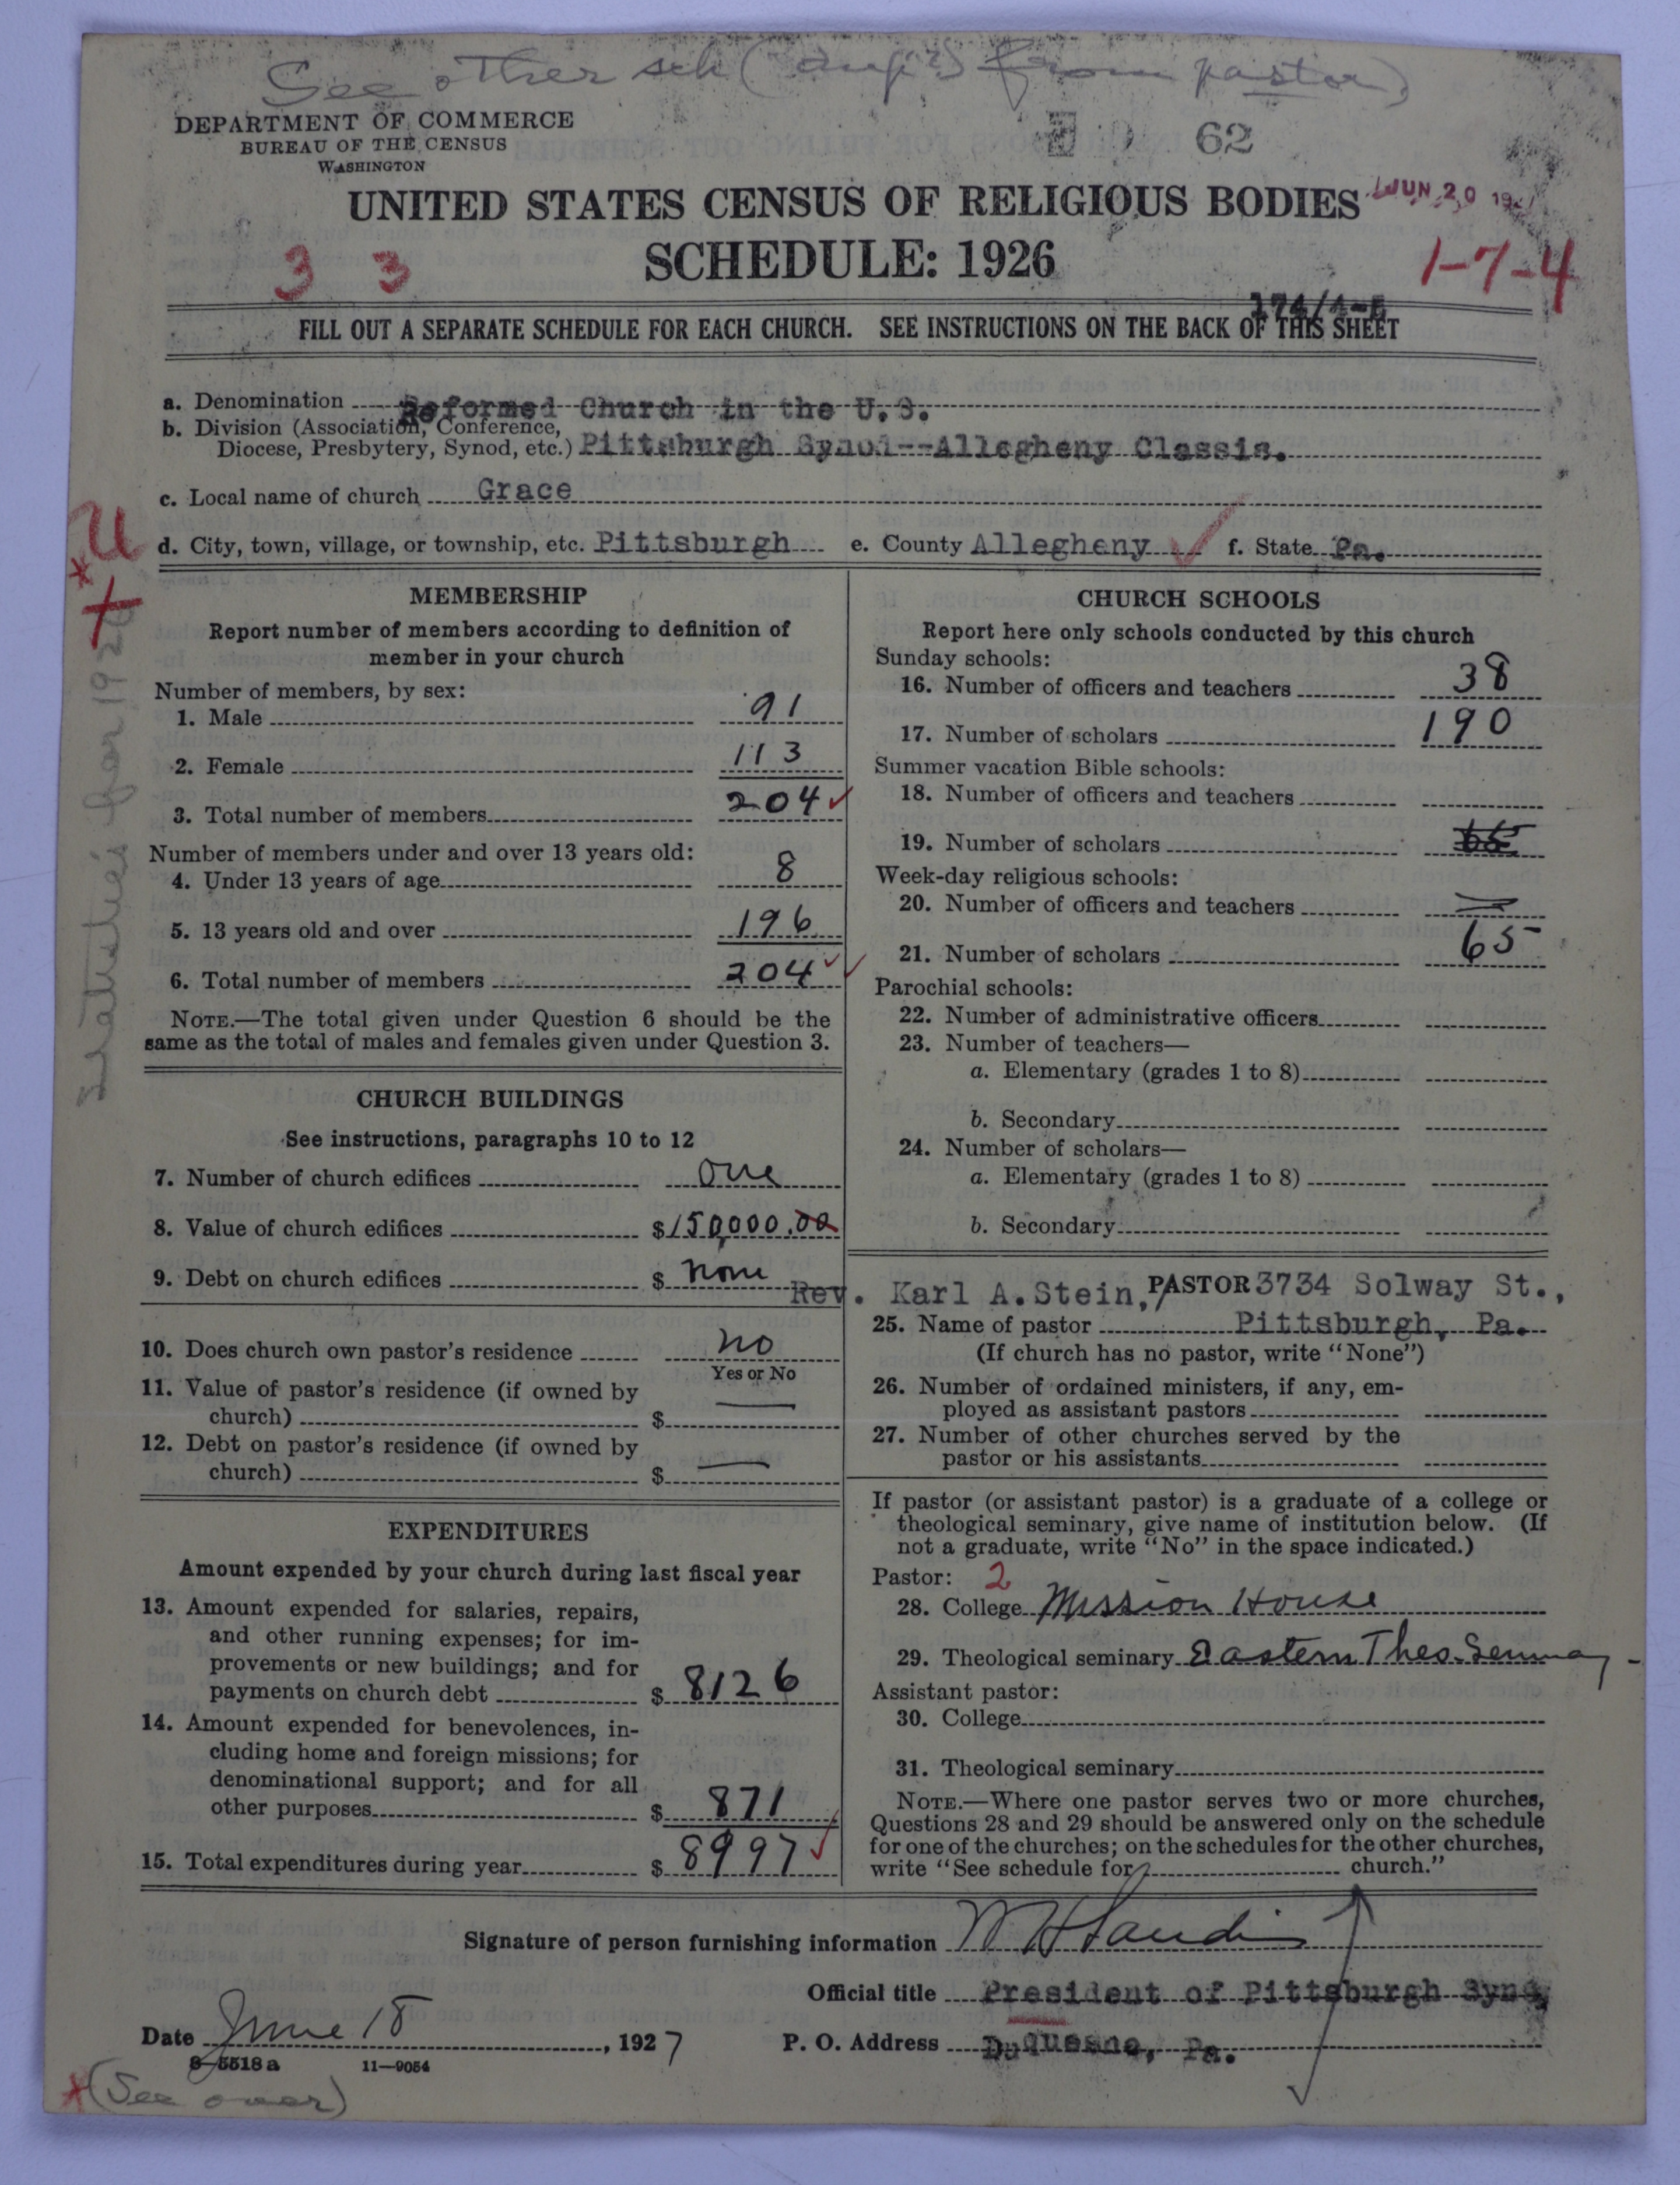 See other sch ( from pastor)
DEPARTMENT OF COMMERCE
BUREAU OF THE CENSUS
WASHINGTON
62
UNITED STATES CENSUS OF RELIGIOUS BODIES
JUN 20 192
SCHEDULE: 1926
3 3
1-7-4
174/4-5
FILL OUT A SEPARATE SCHEDULE FOR EACH CHURCH. SEE INSTRUCTIONS ON THE BACK OF THIS SHEET
a. Denomination Reformed Church in the U.S.
b. Division (Association, Conference,
Diocese, Presbytery, Synod, etc.) Pittsburgh Synod--Allegheny Classis.
c. Local name of church Grace
d. City, town, village, or township, etc. Pittsburgh e. County Allegheny f. State Pa.
statistics for 1926
MEMBERSHIP
Report number of members according to definition of
member in your church
Number of members, by sex:
1. Male 91
2. Female 113
3. Total number of members 204
Number of members under and over 13 years old:
4. Under 13 years of age 8
5. 13 years old and over 196
6. Total number of members 204
NOTE.—The total given under Question 6 should be the
same as the total of males and females given under Question 3.
CHURCH BUILDINGS
See instructions, paragraphs 10 to 12
7. Number of church edifices One
8. Value of church edifices $150,000.00
9. Debt on church edifices $ none
10. Does church own pastor's residence no
Yes or No
11. Value of pastor's residence (if owned by
church) $ —
12. Debt on pastor's residence (if owned by
church) $ —
EXPENDITURES
Amount expended by your church during last fiscal year
13. Amount expended for salaries, repairs,
and other running expenses; for im-
provements or new buildings; and for
payments on church debt $ 8126
14. Amount expended for benevolences, in-
cluding home and foreign missions; for
denominational support; and for all
other purposes $ 871
15. Total expenditures during year $ 8997
CHURCH SCHOOLS
Report here only schools conducted by this church
Sunday schools:
16. Number of officers and teachers 38
17. Number of scholars 190
Summer vacation Bible schools:
18. Number of officers and teachers
19. Number of scholars 65
Week-day religious schools:
20. Number of officers and teachers
21. Number of scholars 65
Parochial schools:
22. Number of administrative officers
23. Number of teachers—
a. Elementary (grades 1 to 8)
b. Secondary
24. Number of scholars—
a. Elementary (grades 1 to 8)
b. Secondary
PASTOR
Rev. Karl A. Stein, 3734 Solway St.,
25. Name of pastor Pittsburgh, Pa.
(If church has no pastor, write "None")
26. Number of ordained ministers, if any, em-
ployed as assistant pastors
27. Number of other churches served by the
pastor or his assistants
If pastor (or assistant pastor) is a graduate of a college or
theological seminary, give name of institution below. (If
not a graduate, write "No" in the space indicated.)
Pastor: 2
28. College Mission House
29. Theological seminary Eastern Theo.
Assistant pastor:
30. College
31. Theological seminary
NOTE.—Where one pastor serves two or more churches,
Questions 28 and 29 should be answered only on the schedule
for one of the churches; on the schedules for the other churches,
write "See schedule for church."
Signature of person furnishing information
Official title President of Pittsburgh Synd,
Date June 18, 1927 P. O. Address Duquesne, Pa.
8-5518a 11-9054
*(See over)